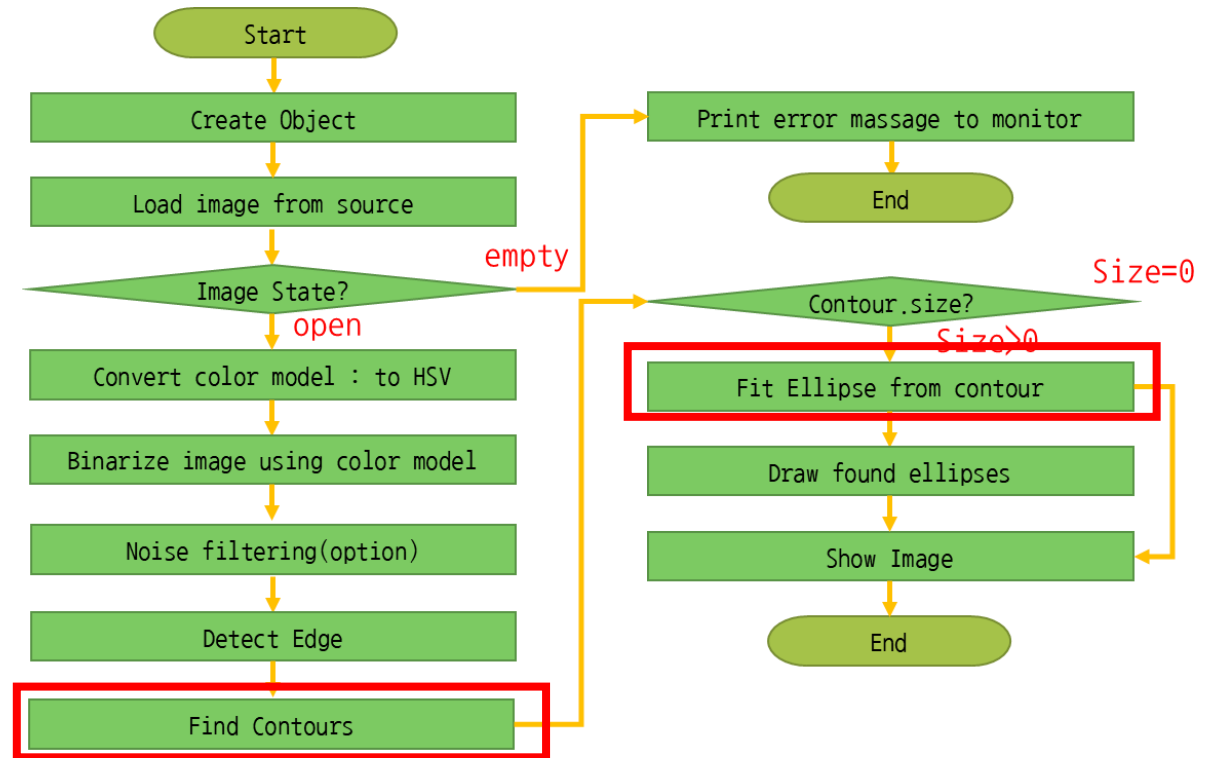 Start
Create Object
Load image from source
Image State?
empty
open
Convert color model : to HSV
Binarize image using color model
Noise filtering(option)
Detect Edge
Find Contours
Print error massage to monitor
End
Contour.size?
Size=0
Size>0
Fit Ellipse from contour
Draw found ellipses
Show Image
End